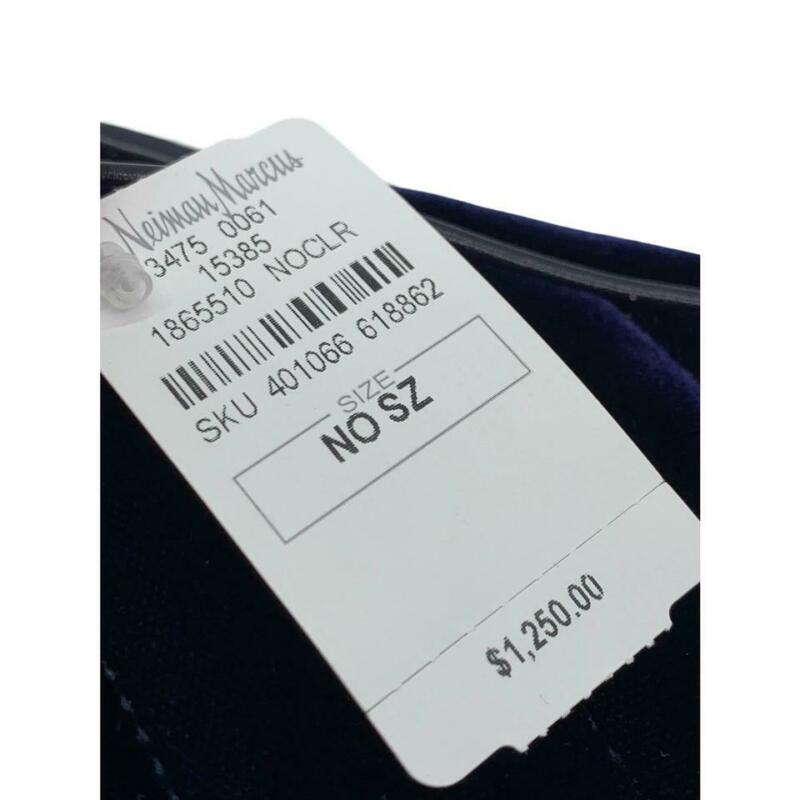 Neiman Marcus
3475 0061
15385
1865510 NOCLR
SKU 401066 618862
SIZE
NO SZ
$1,250.00